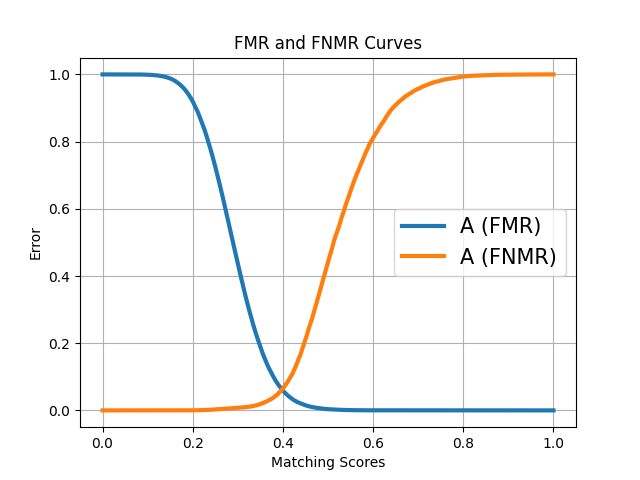 FMR and FNMR Curves
1.0
0.8
0.6
0.4
0.2
0.0
Error
A (FMR)
A (FNMR)
0.0 0.2 0.4 0.6 0.8 1.0
Matching Scores